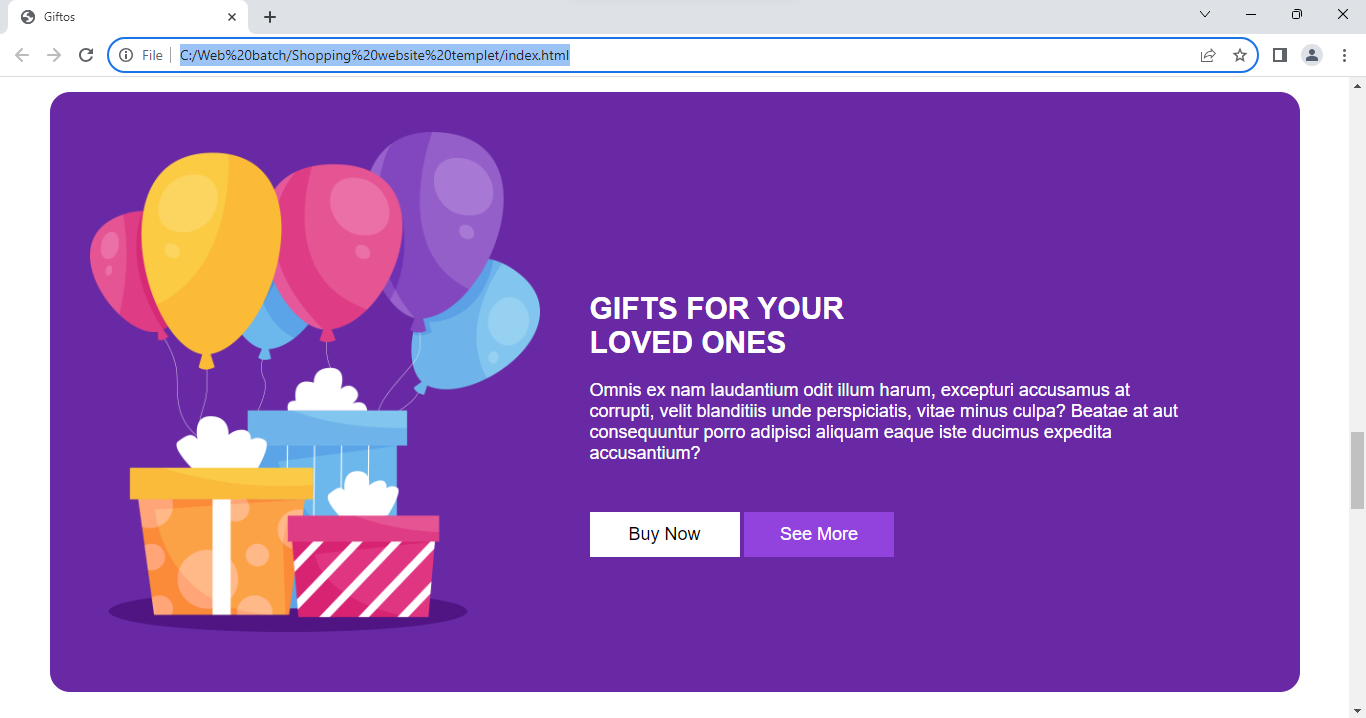 Giftos
File
C:/Web%20batch/Shopping%20website%20templet/index.html
GIFTS FOR YOUR
LOVED ONES
Omnis ex nam laudantium odit illum harum, excepturi accusamus at
corrupti, velit blanditiis unde perspiciatis, vitae minus culpa? Beatae at aut
consequuntur porro adipisci aliquam eaque iste ducimus expedita
accusantium?
Buy Now
See More